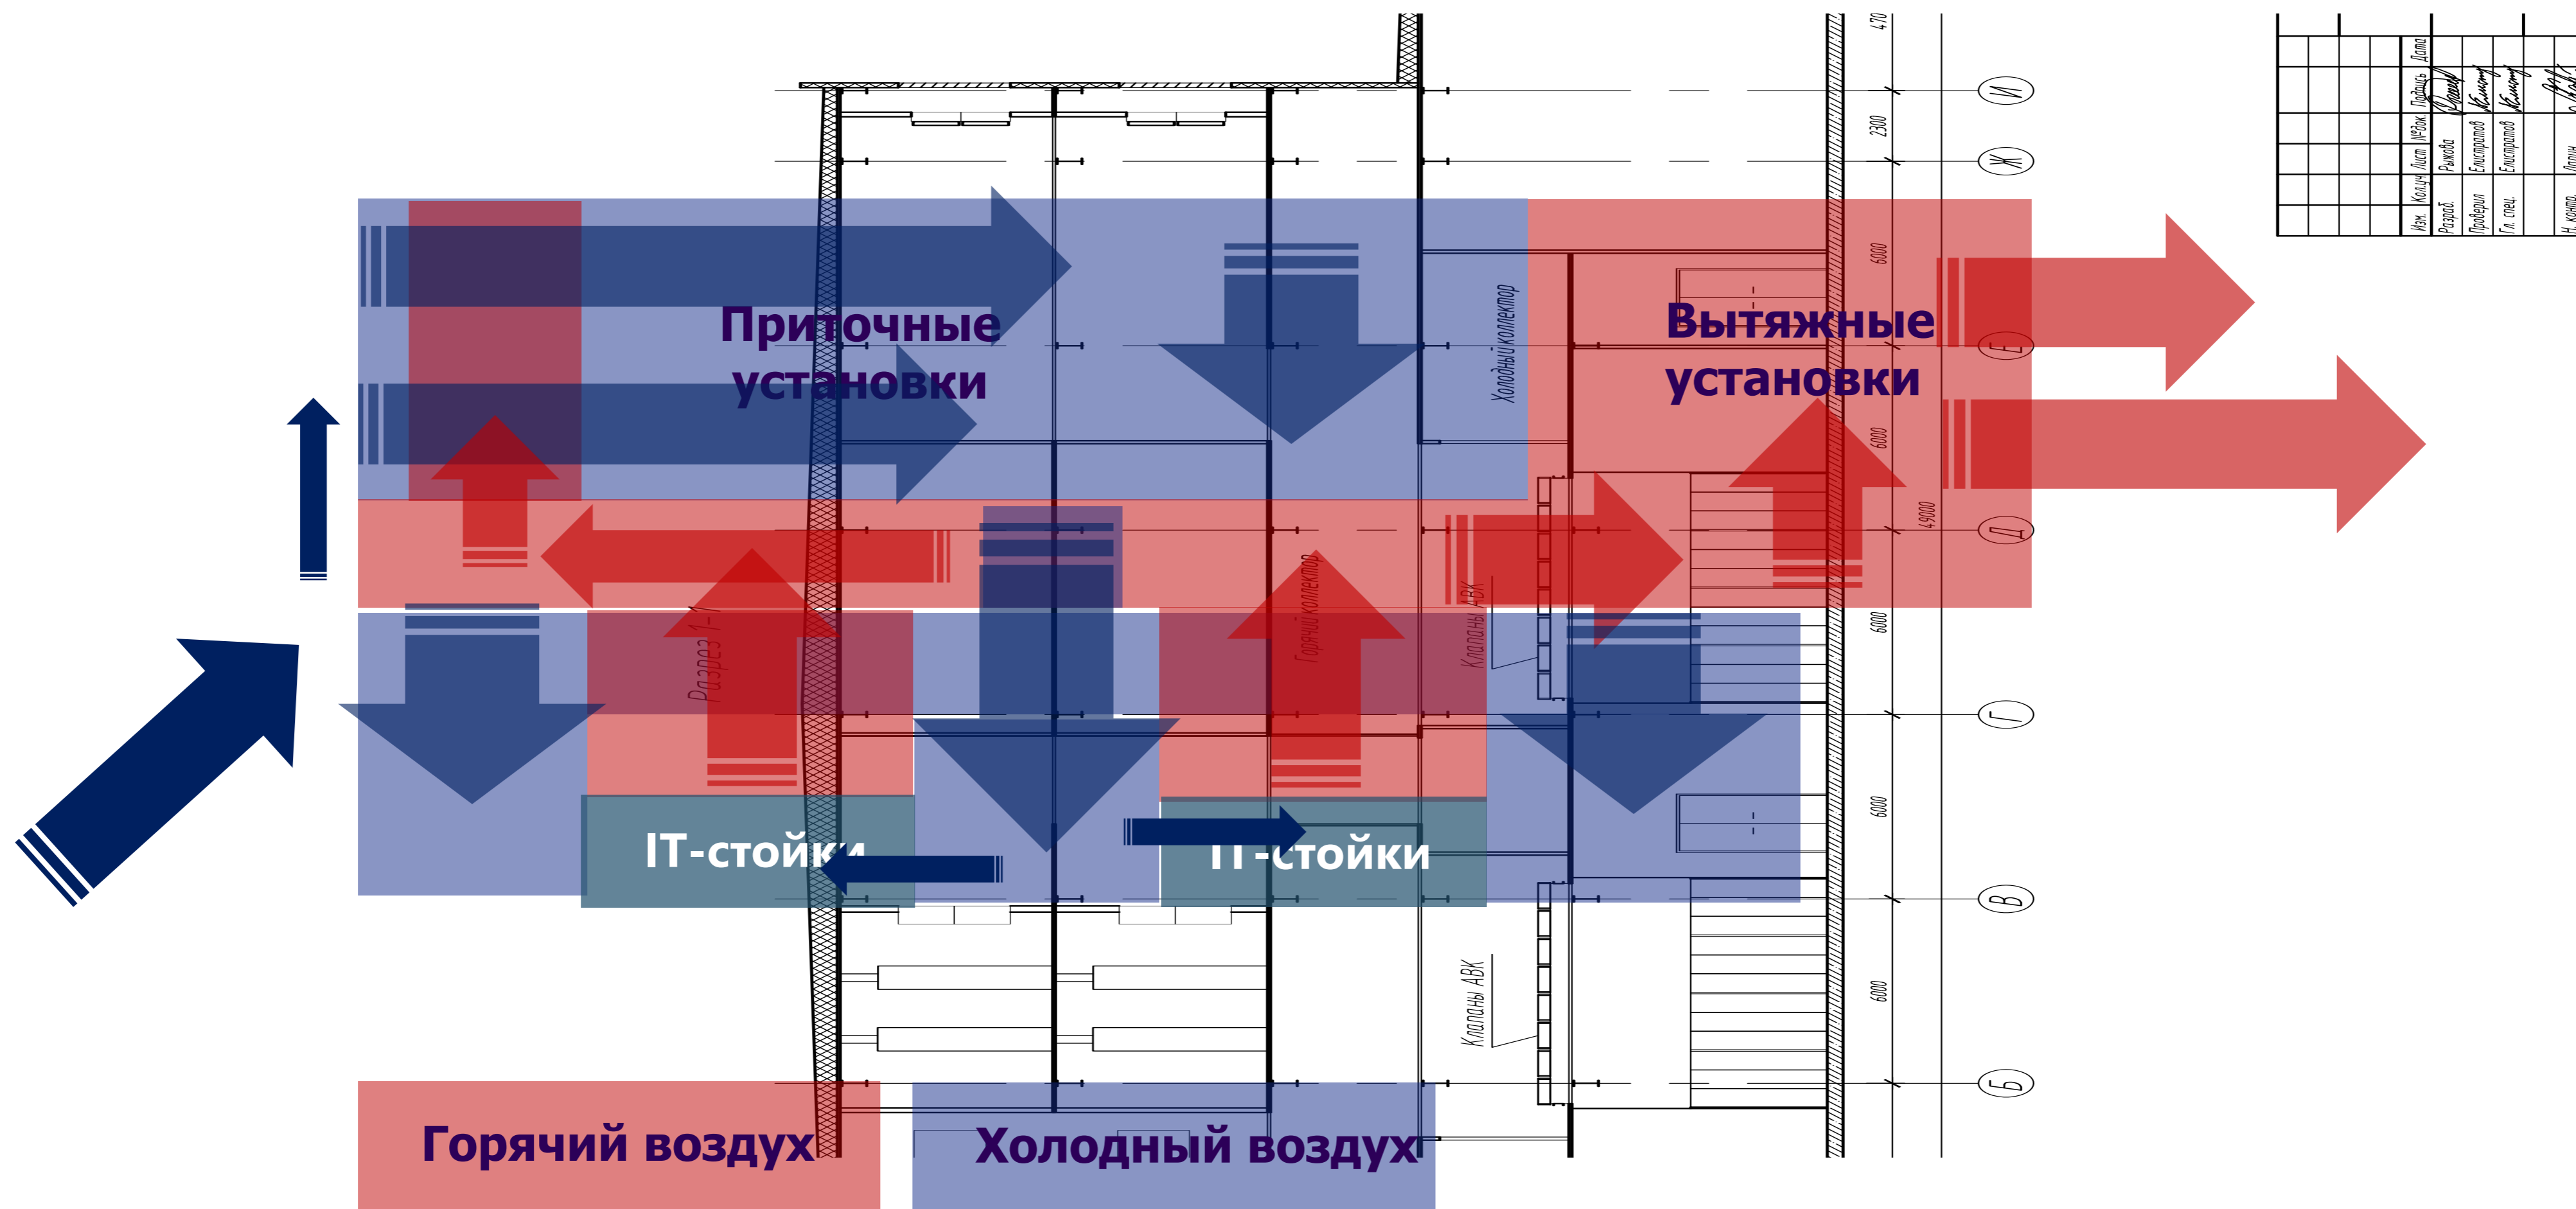 Приточные
установки
Вытяжные
установки
IT-стойки
IT-стойки
Горячий воздух
Холодный воздух
Разрез 1-1
Холодный коллектор
Горячий коллектор
Клапаны АВК
Клапаны АВК
470
2300
6000
6000
6000
6000
6000
49000
И
Ж
Е
Д
Г
В
Б
Изм. Кол.уч. Лист №док. Подпись Дата
Разраб. Рыжова
Проверил Елистратов
Гл. спец. Елистратов
Н. контр.